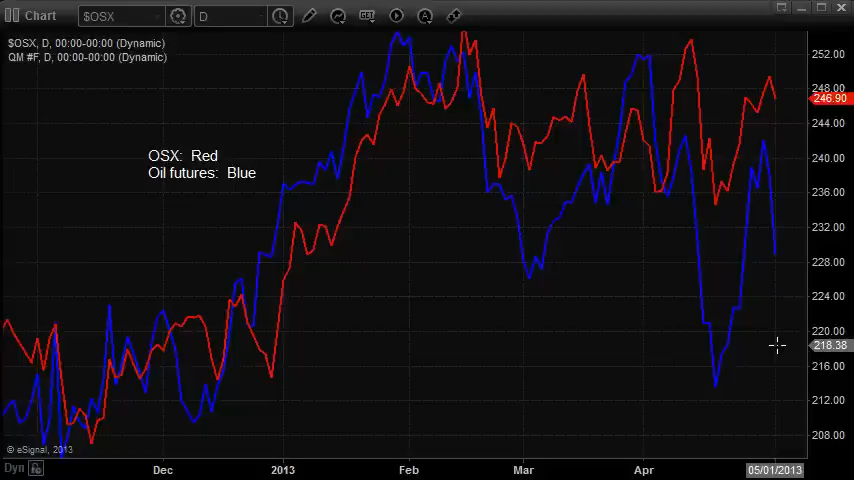 Chart $OSX D GET A
$OSX, D, 00:00-00:00 (Dynamic)
QM #F, D, 00:00-00:00 (Dynamic)
OSX: Red
Oil futures: Blue
252.00
248.00
246.90
244.00
240.00
236.00
232.00
228.00
224.00
220.00
218.38
216.00
212.00
208.00
© eSignal, 2013
Dyn
Dec 2013 Feb Mar Apr 05/01/2013